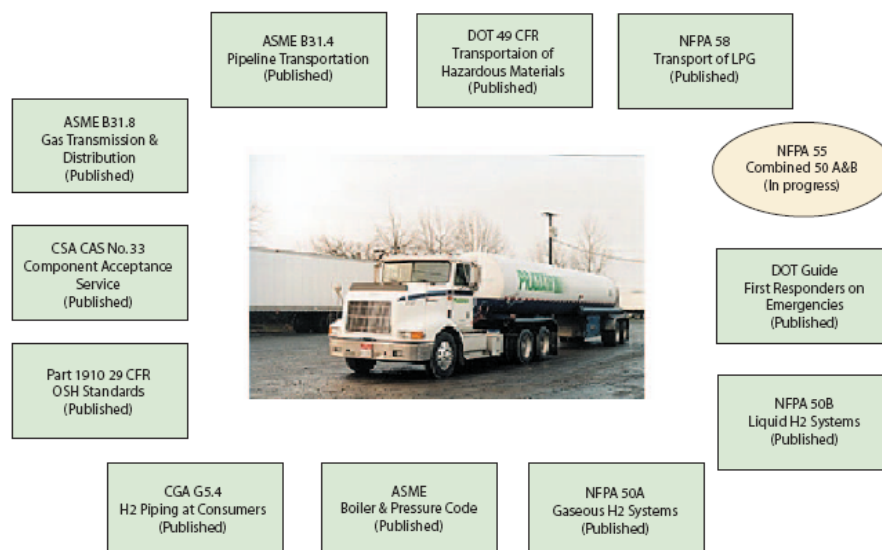 ASME B31.4
Pipeline Transportation
(Published)
DOT 49 CFR
Transportaion of
Hazardous Materials
(Published)
NFPA 58
Transport of LPG
(Published)
ASME B31.8
Gas Transmission &
Distribution
(Published)
NFPA 55
Combined 50 A&B
(In progress)
CSA CAS No.33
Component Acceptance
Service
(Published)
PRAXAIR
DOT Guide
First Responders on
Emergencies
(Published)
Part 1910 29 CFR
OSH Standards
(Published)
NFPA 50B
Liquid H2 Systems
(Published)
CGA G5.4
H2 Piping at Consumers
(Published)
ASME
Boiler & Pressure Code
(Published)
NFPA 50A
Gaseous H2 Systems
(Published)